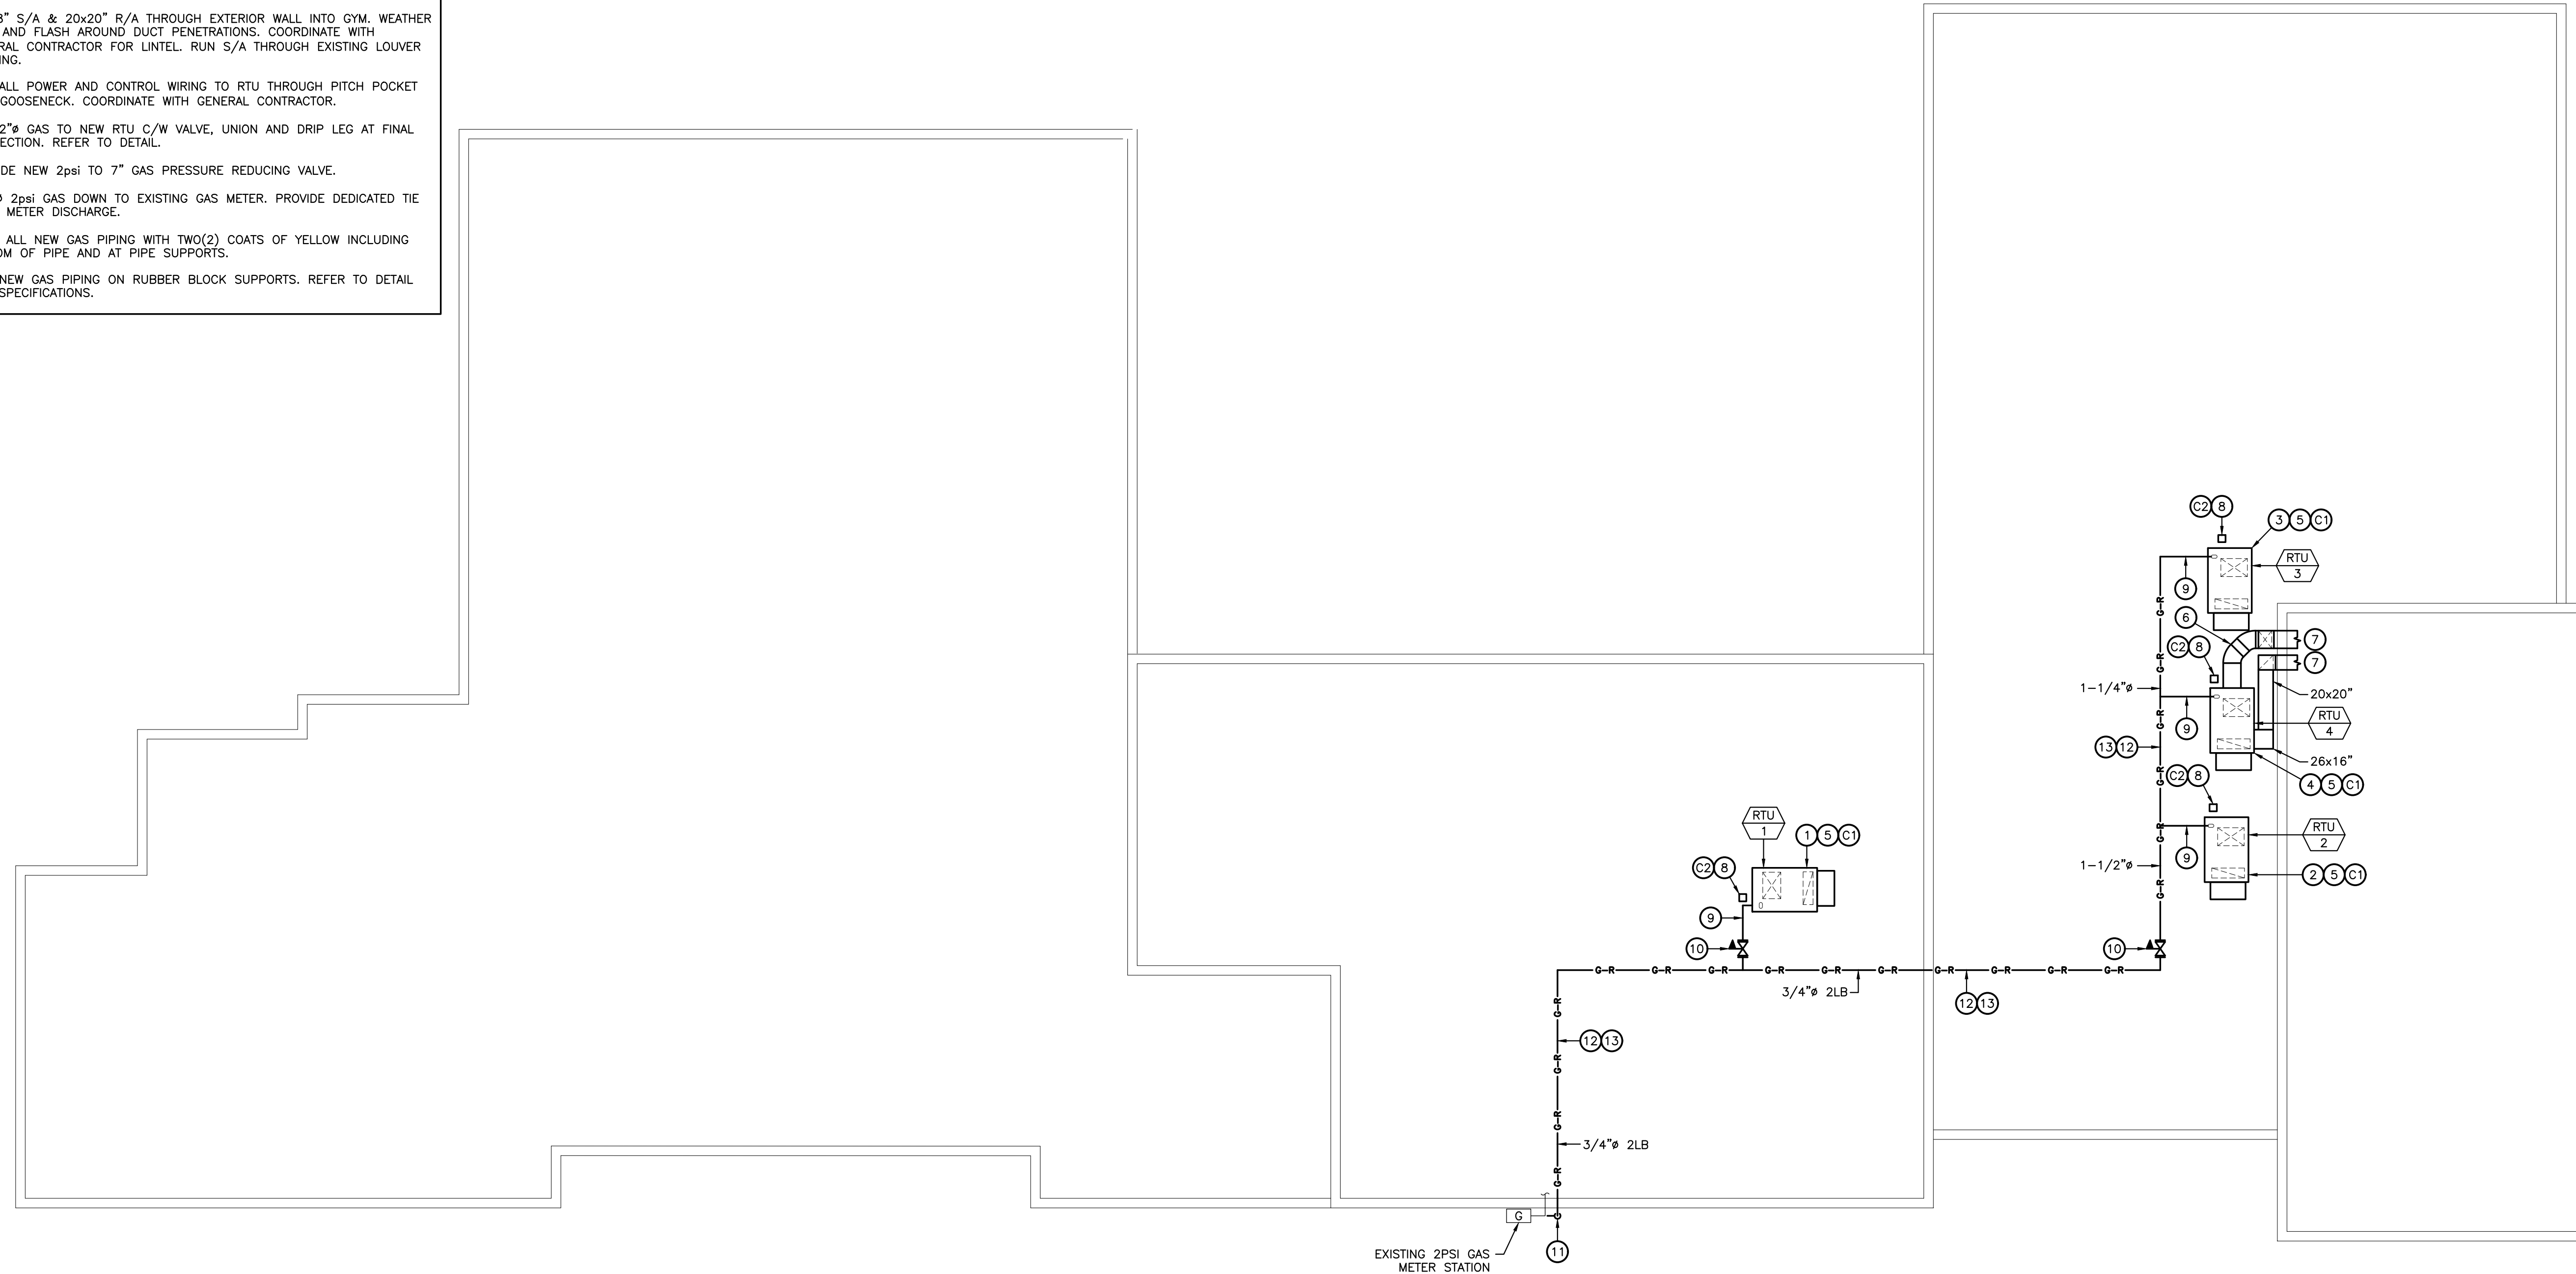 8” S/A & 20x20” R/A THROUGH EXTERIOR WALL INTO GYM. WEATHER
AND FLASH AROUND DUCT PENETRATIONS. COORDINATE WITH
RAL CONTRACTOR FOR LINTEL. RUN S/A THROUGH EXISTING LOUVER
ING.
ALL POWER AND CONTROL WIRING TO RTU THROUGH PITCH POCKET
GOOSENECK. COORDINATE WITH GENERAL CONTRACTOR.
2”ø GAS TO NEW RTU C/W VALVE, UNION AND DRIP LEG AT FINAL
ECTION. REFER TO DETAIL.
DE NEW 2psi TO 7” GAS PRESSURE REDUCING VALVE.
ø 2psi GAS DOWN TO EXISTING GAS METER. PROVIDE DEDICATED TIE
METER DISCHARGE.
ALL NEW GAS PIPING WITH TWO(2) COATS OF YELLOW INCLUDING
OM OF PIPE AND AT PIPE SUPPORTS.
NEW GAS PIPING ON RUBBER BLOCK SUPPORTS. REFER TO DETAIL
SPECIFICATIONS.
C2 8
3 5 C1
RTU
3
9
6
7
C2 8
7
1-1/4”ø
20x20”
RTU
4
9
13 12
26x16”
C2 8
4 5 C1
RTU
1
1 5 C1
RTU
2
9
1-1/2”ø
C2 8
2 5 C1
9
10
10
G-R G-R G-R G-R G-R G-R G-R G-R G-R G-R
3/4”ø 2LB
12 13
G-R
G-R
G-R
G-R
G-R
G-R
12 13
G-R
G-R
G-R
3/4”ø 2LB
G-R
G
11
EXISTING 2PSI GAS
METER STATION